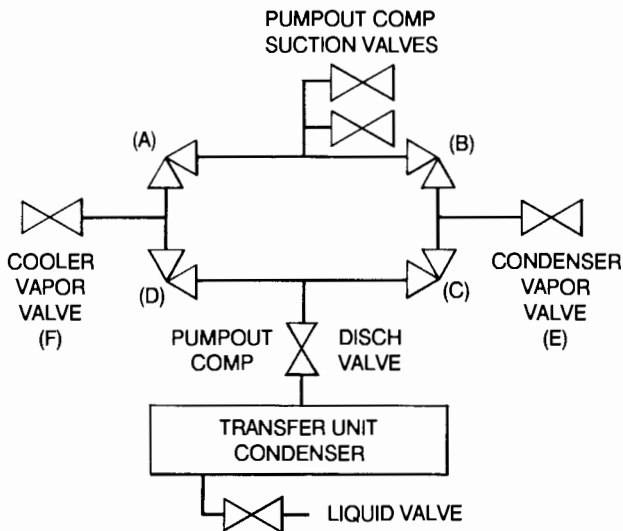 PUMPOUT COMP
SUCTION VALVES
(A)
(B)
COOLER
VAPOR
VALVE
(F)
CONDENSER
VAPOR
VALVE
(E)
(D)
(C)
PUMPOUT
COMP
DISCH
VALVE
TRANSFER UNIT
CONDENSER
LIQUID VALVE